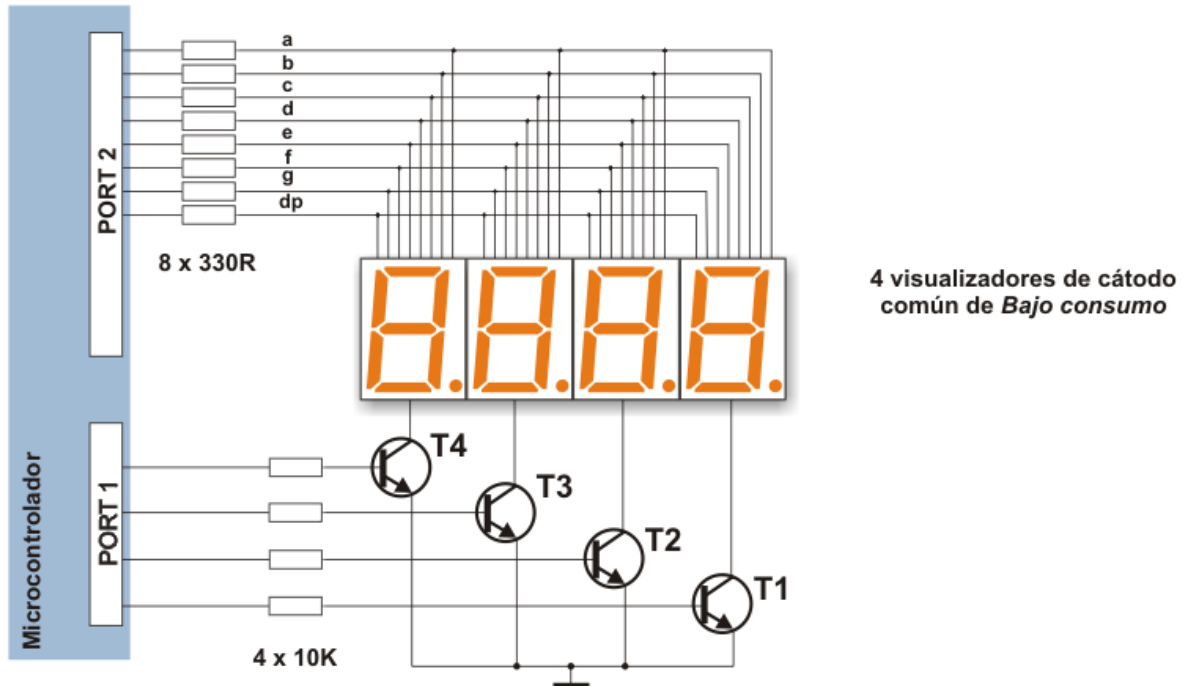 a
b
c
d
e
f
g
dp
PORT 2
8 x 330R
4 visualizadores de cátodo
común de Bajo consumo
T4
T3
T2
T1
PORT 1
Microcontrolador
4 x 10K